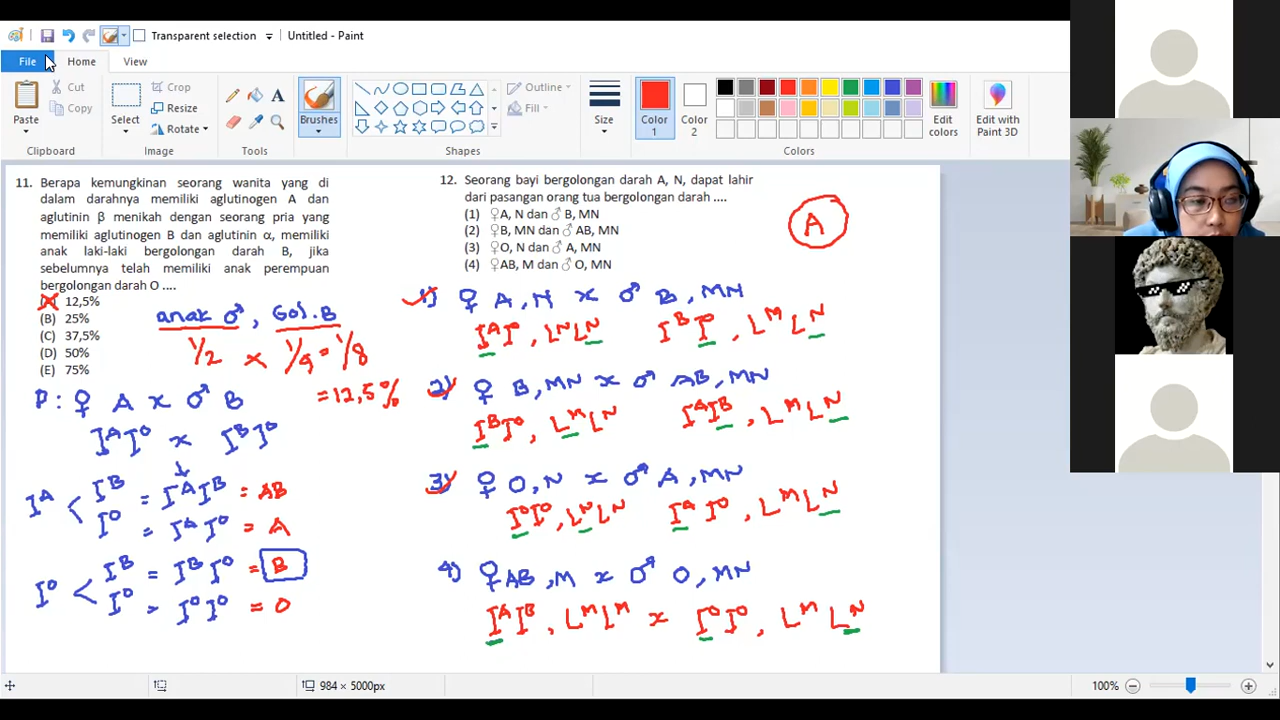 Transparent selection
Untitled - Paint
File
Home
View
Paste
Cut
Copy
Clipboard
Select
Crop
Resize
Rotate
Image
Tools
Brushes
Outline
Fill
Shapes
Size
Color
1
Color
2
Edit
colors
Colors
Edit with
Paint 3D
11. Berapa kemungkinan seorang wanita yang di
dalam darahnya memiliki aglutinogen A dan
aglutinin β menikah dengan seorang pria yang
memiliki aglutinogen B dan aglutinin α, memiliki
anak laki-laki bergolongan darah B, jika
sebelumnya telah memiliki anak perempuan
bergolongan darah O ....
12,5%
(B) 25%
(C) 37,5%
(D) 50%
(E) 75%
anak ♂, Gol. B
1/2 x 1/4 = 1/8
= 12,5%
P : ♀ A x ♂ B
IᴬIᴼ x IᴮIᴼ
Iᴬ < Iᴮ = IᴬIᴮ = AB
Iᴼ = IᴬIᴼ = A
Iᴼ < Iᴮ = IᴮIᴼ = B
Iᴼ = IᴼIᴼ = O
12. Seorang bayi bergolongan darah A, N, dapat lahir
dari pasangan orang tua bergolongan darah ....
(1) ♀A, N dan ♂ B, MN
(2) ♀B, MN dan ♂ AB, MN
(3) ♀O, N dan ♂ A, MN
(4) ♀AB, M dan ♂ O, MN
A
1) ♀ A, N x ♂ B, MN
IᴬIᴼ, LᴺLᴺ IᴮIᴼ, LᴹLᴺ
2) ♀ B, MN x ♂ AB, MN
IᴮIᴼ, LᴹLᴺ IᴬIᴮ, LᴹLᴺ
3) ♀ O, N x ♂ A, MN
IᴼIᴼ, LᴺLᴺ IᴬIᴼ, LᴹLᴺ
4) ♀ AB, M x ♂ O, MN
IᴬIᴮ, LᴹLᴹ x IᴼIᴼ, LᴹLᴺ
984 × 5000px
100%